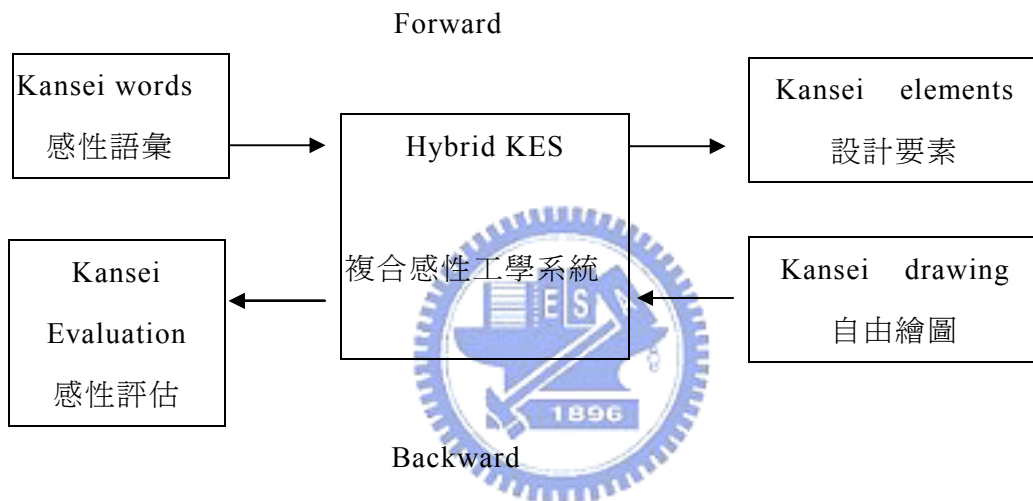 Forward
Kansei words
感性語彙
Hybrid KES
複合感性工學系統
Kansei elements
設計要素
Kansei
Evaluation
感性評估
Kansei drawing
自由繪圖
Backward
E S A
1896